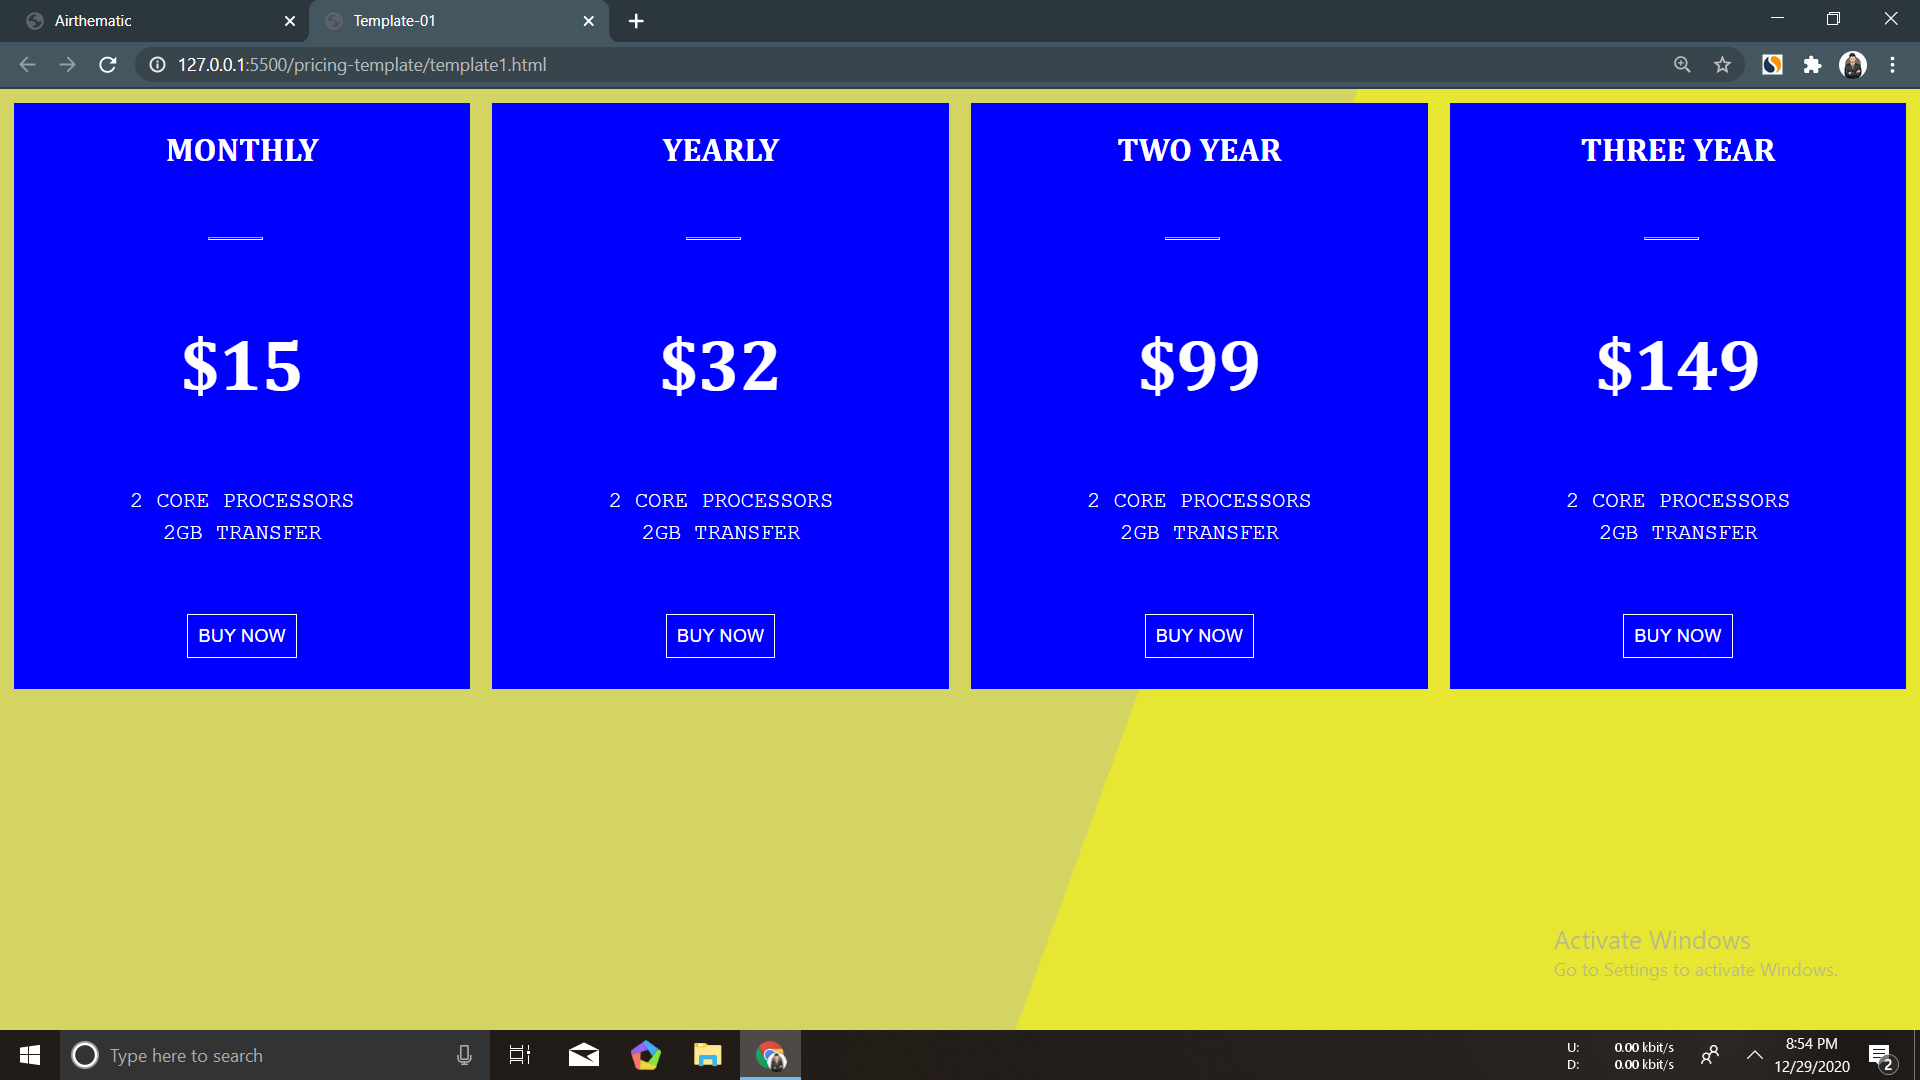 Airthematic
Template-01
127.0.0.1:5500/pricing-template/template1.html
MONTHLY
$15
2 CORE PROCESSORS
2GB TRANSFER
BUY NOW
YEARLY
$32
2 CORE PROCESSORS
2GB TRANSFER
BUY NOW
TWO YEAR
$99
2 CORE PROCESSORS
2GB TRANSFER
BUY NOW
THREE YEAR
$149
2 CORE PROCESSORS
2GB TRANSFER
BUY NOW
Activate Windows
Go to Settings to activate Windows.
Type here to search
U: 0.00 kbit/s
D: 0.00 kbit/s
8:54 PM
12/29/2020
2